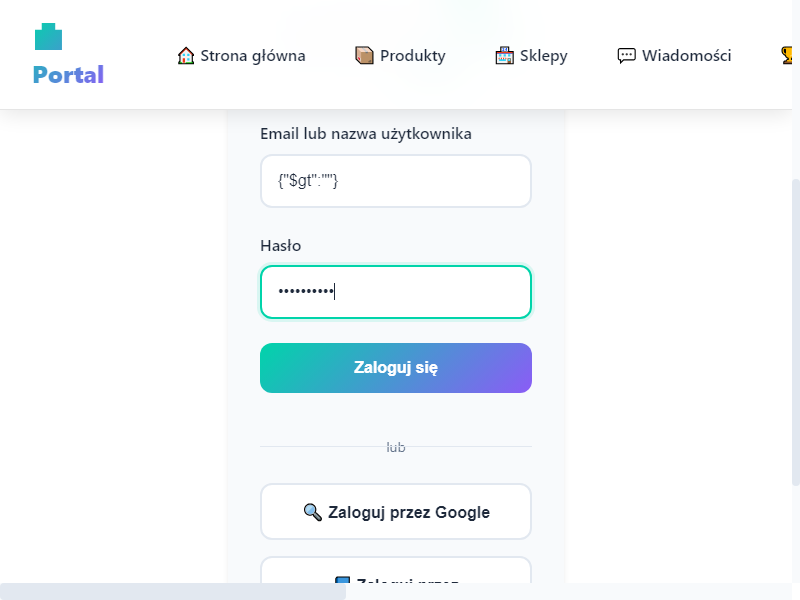 Portal
Strona główna
Produkty
Sklepy
Wiadomości
Email lub nazwa użytkownika
{"$gt":""}
Hasło
••••••••••
Zaloguj się
lub
Zaloguj przez Google
Zaloguj przez